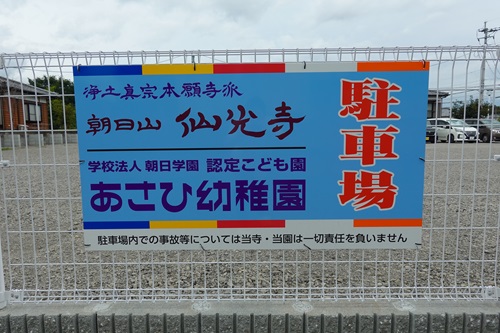 浄土真宗本願寺派
朝日山 仙光寺
学校法人 朝日学園 認定こども園
あさひ幼稚園
駐車場
駐車場内での事故等については当寺・当園は一切責任を負いません